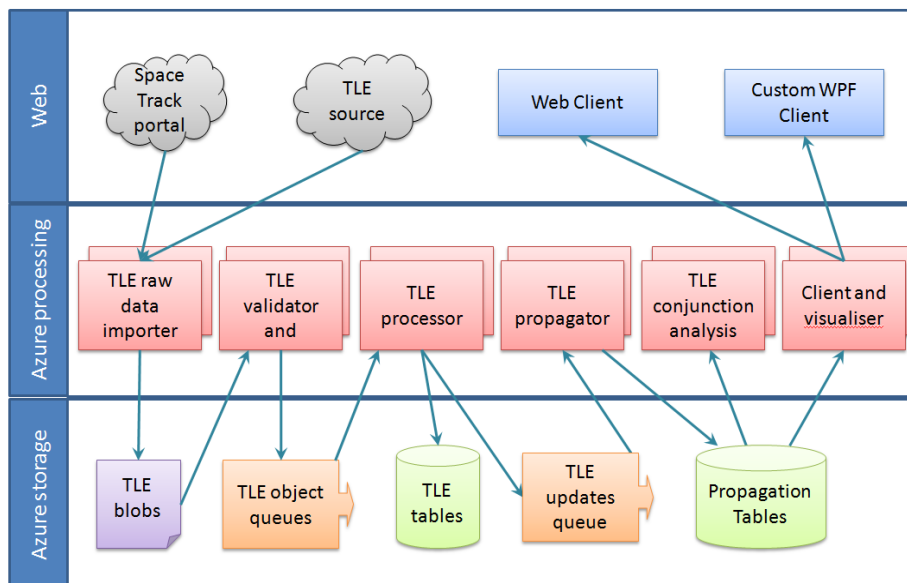 Web
Space
Track
portal
TLE
source
Web Client
Custom WPF
Client
Azure processing
TLE raw
data
importer
TLE
validator
and
TLE
processor
TLE
propagator
TLE
conjunction
analysis
Client and
visualiser
Azure storage
TLE
blobs
TLE object
queues
TLE
tables
TLE
updates
queue
Propagation
Tables